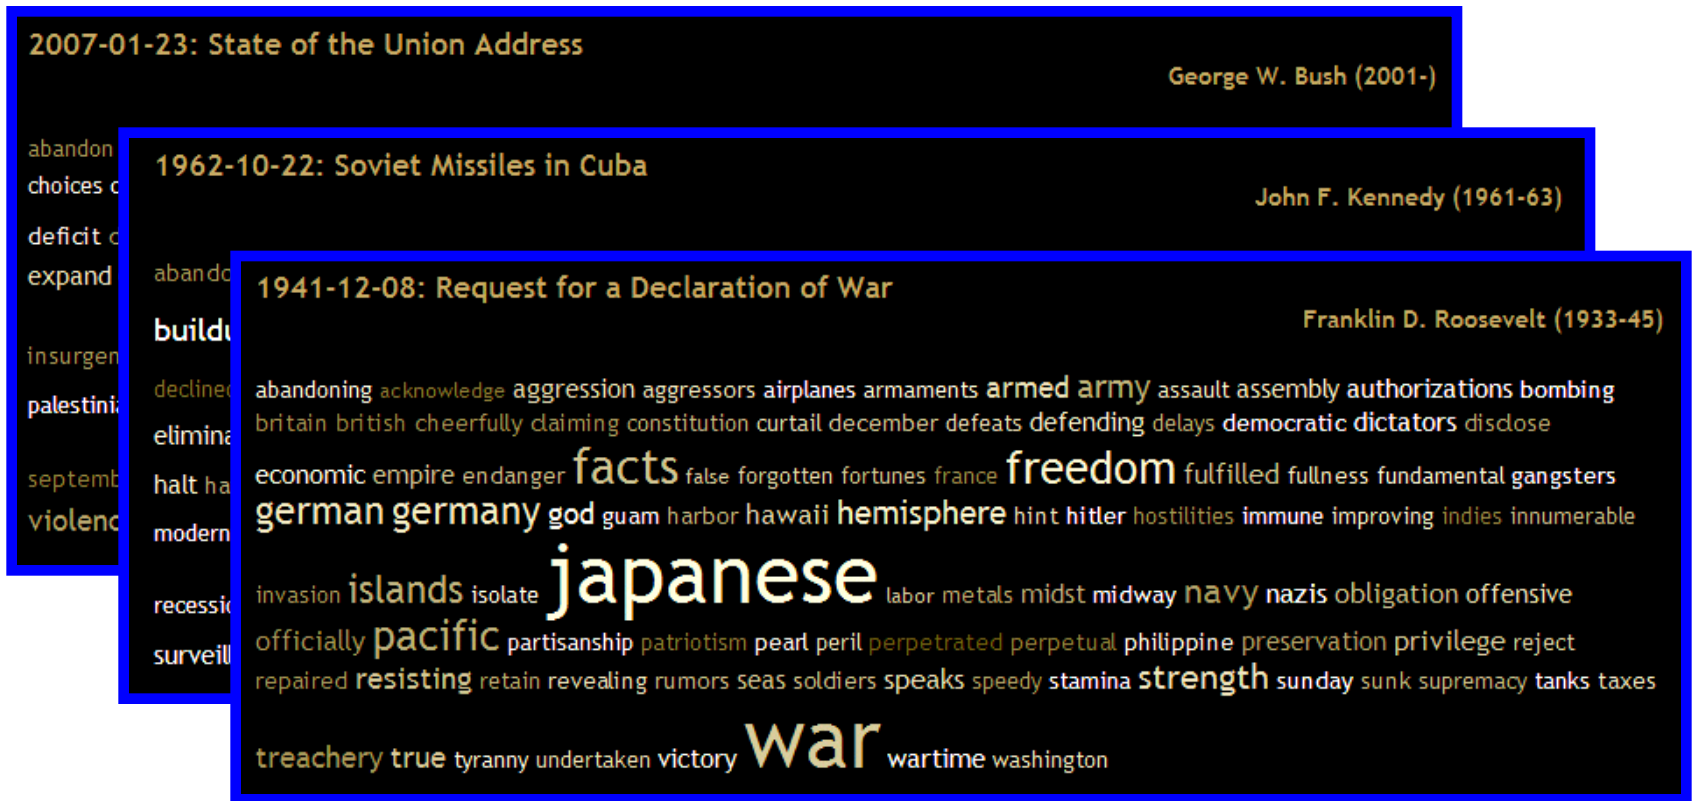 2007-01-23: State of the Union Address
George W. Bush (2001-)
abandon
choices
deficit
expand
insurgen
palestini
septemb
violenc
1962-10-22: Soviet Missiles in Cuba
John F. Kennedy (1961-63)
abando
buildu
declined
elimina
halt ha
modern
recessio
surveill
1941-12-08: Request for a Declaration of War
Franklin D. Roosevelt (1933-45)
abandoning acknowledge aggression aggressors airplanes armaments armed army assault assembly authorizations bombing
britain british cheerfully claiming constitution curtail december defeats defending delays democratic dictators disclose
economic empire endanger facts false forgotten fortunes france freedom fulfilled fullness fundamental gangsters
german germany god guam harbor hawaii hemisphere hint hitler hostilities immune improving indies innumerable
invasion islands isolate japanese labor metals midst midway navy nazis obligation offensive
officially pacific partisanship patriotism pearl peril perpetrated perpetual philippine preservation privilege reject
repaired resisting retain revealing rumors seas soldiers speaks speedy stamina strength sunday sunk supremacy tanks taxes
treachery true tyranny undertaken victory war wartime washington